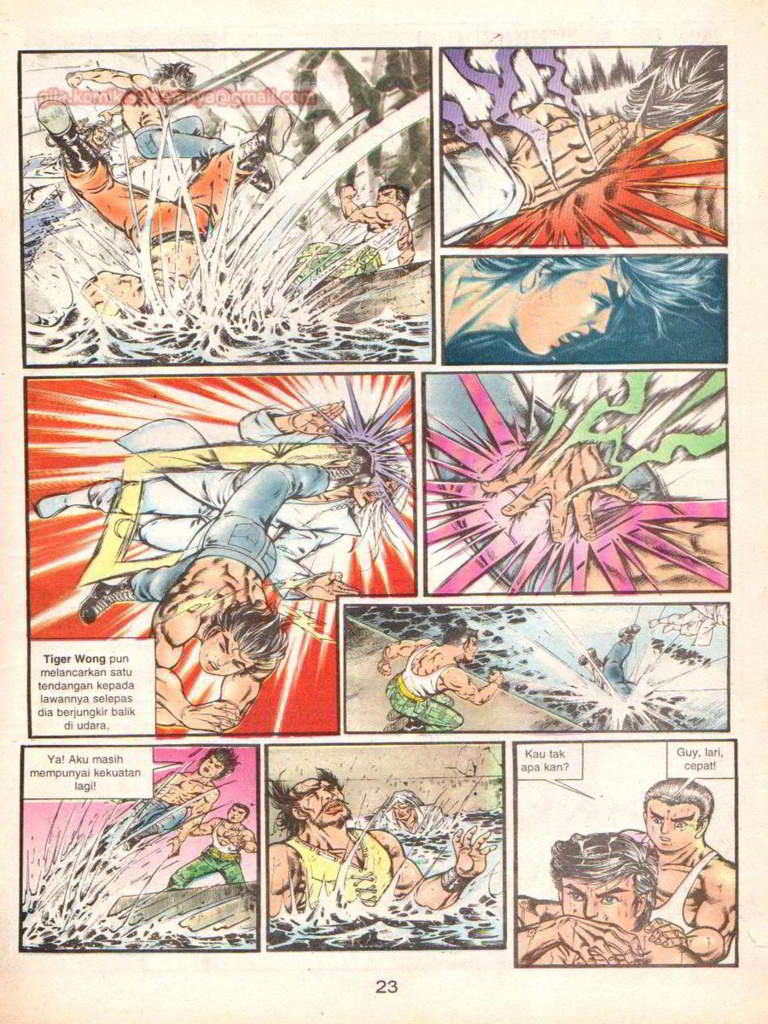 Tiger Wong pun
melancarkan satu
tendangan kepada
lawannya selepas
dia berjungkir balik
di udara.
Ya! Aku masih
mempunyai kekuatan
lagi!
Kau tak
apa kan?
Guy, lari,
cepat!
23